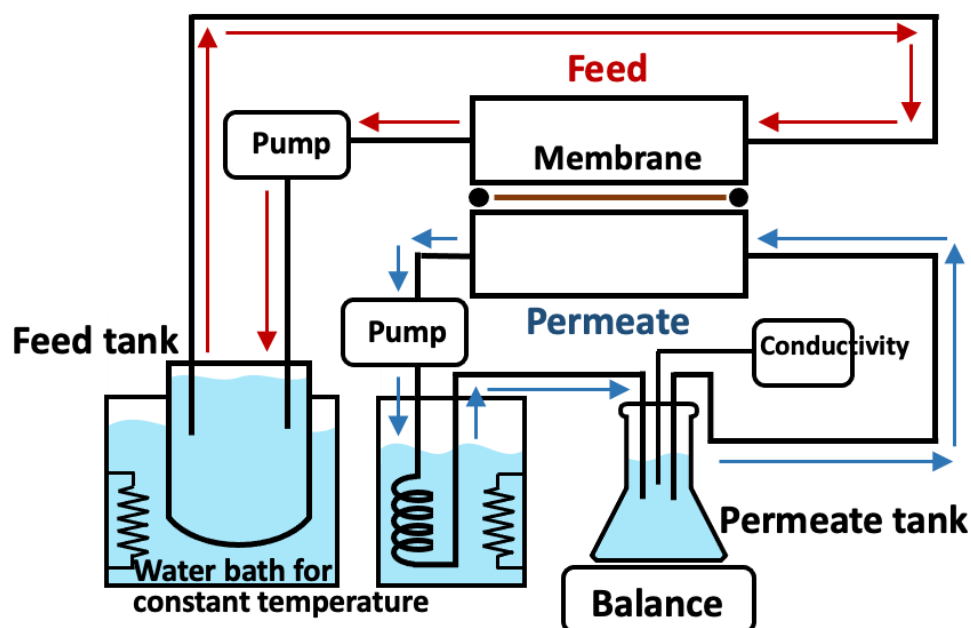 Feed
Pump
Membrane
Permeate
Pump
Feed tank
Conductivity
Permeate tank
Water bath for
constant temperature
Balance